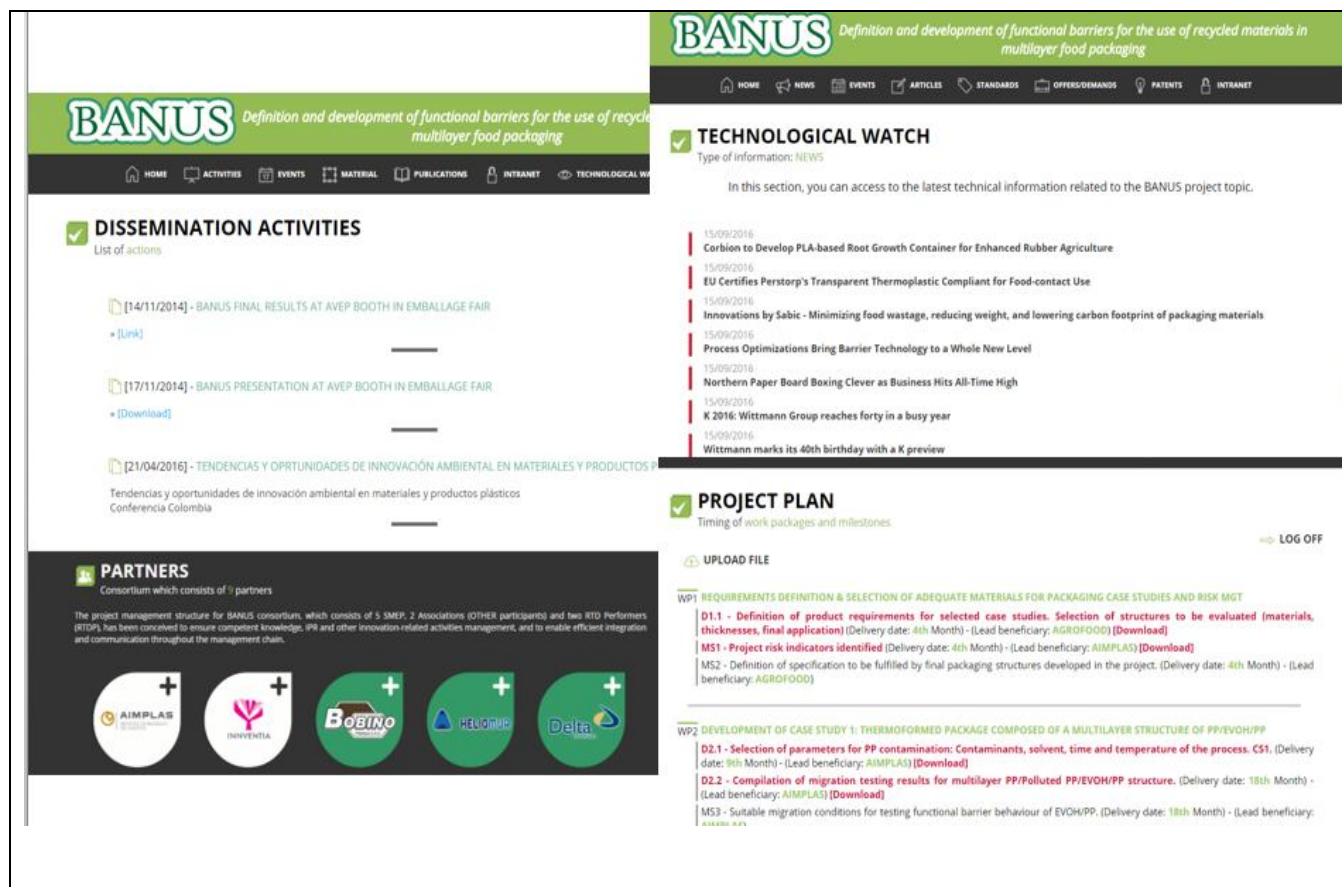 BANUS
Definition and development of functional barriers for the use of recycle
multilayer food packaging
HOME ACTIVITIES EVENTS MATERIAL PUBLICATIONS INTRANET TECHNOLOGICAL WA
DISSEMINATION ACTIVITIES
List of actions
[14/11/2014] - BANUS FINAL RESULTS AT AVEP BOOTH IN EMBALLAGE FAIR
» [Link]
[17/11/2014] - BANUS PRESENTATION AT AVEP BOOTH IN EMBALLAGE FAIR
» [Download]
[21/04/2016] - TENDENCIAS Y OPRTUNIDADES DE INNOVACIÓN AMBIENTAL EN MATERIALES Y PRODUCTOS P
Tendencias y oportunidades de innovación ambiental en materiales y productos plásticos
Conferencia Colombia
PARTNERS
Consortium which consists of 9 partners
The project management structure for BANUS consortium, which consists of 5 SMEP, 2 Associations (OTHER participants) and two RTD Performers
(RTDP), has been conceived to ensure competent knowledge, IPR and other innovation-related activities management, and to enable efficient integration
and communication throughout the management chain.
AIMPLAS
INNVENTIA
BOBINO
HELIOMUR
Delta
BANUS
Definition and development of functional barriers for the use of recycled materials in
multilayer food packaging
HOME NEWS EVENTS ARTICLES STANDARDS OFFERS/DEMANDS PATENTS INTRANET
TECHNOLOGICAL WATCH
Type of information: NEWS
In this section, you can access to the latest technical information related to the BANUS project topic.
15/09/2016
Corbion to Develop PLA-based Root Growth Container for Enhanced Rubber Agriculture
15/09/2016
EU Certifies Perstorp's Transparent Thermoplastic Compliant for Food-contact Use
15/09/2016
Innovations by Sabic - Minimizing food wastage, reducing weight, and lowering carbon footprint of packaging materials
15/09/2016
Process Optimizations Bring Barrier Technology to a Whole New Level
15/09/2016
Northern Paper Board Boxing Clever as Business Hits All-Time High
15/09/2016
K 2016: Wittmann Group reaches forty in a busy year
15/09/2016
Wittmann marks its 40th birthday with a K preview
PROJECT PLAN
Timing of work packages and milestones
LOG OFF
UPLOAD FILE
WP1 REQUIREMENTS DEFINITION & SELECTION OF ADEQUATE MATERIALS FOR PACKAGING CASE STUDIES AND RISK MGT
D1.1 - Definition of product requirements for selected case studies. Selection of structures to be evaluated (materials,
thicknesses, final application) (Delivery date: 4th Month) - (Lead beneficiary: AGROFOOD) [Download]
MS1 - Project risk indicators identified (Delivery date: 4th Month) - (Lead beneficiary: AIMPLAS) [Download]
MS2 - Definition of specification to be fulfilled by final packaging structures developed in the project. (Delivery date: 4th Month) - (Lead
beneficiary: AGROFOOD)
WP2 DEVELOPMENT OF CASE STUDY 1: THERMOFORMED PACKAGE COMPOSED OF A MULTILAYER STRUCTURE OF PP/EVOH/PP
D2.1 - Selection of parameters for PP contamination: Contaminants, solvent, time and temperature of the process. CS1. (Delivery
date: 9th Month) - (Lead beneficiary: AIMPLAS) [Download]
D2.2 - Compilation of migration testing results for multilayer PP/Polluted PP/EVOH/PP structure. (Delivery date: 18th Month) -
(Lead beneficiary: AIMPLAS) [Download]
MS3 - Suitable migration conditions for testing functional barrier behaviour of EVOH/PP. (Delivery date: 18th Month) - (Lead beneficiary: